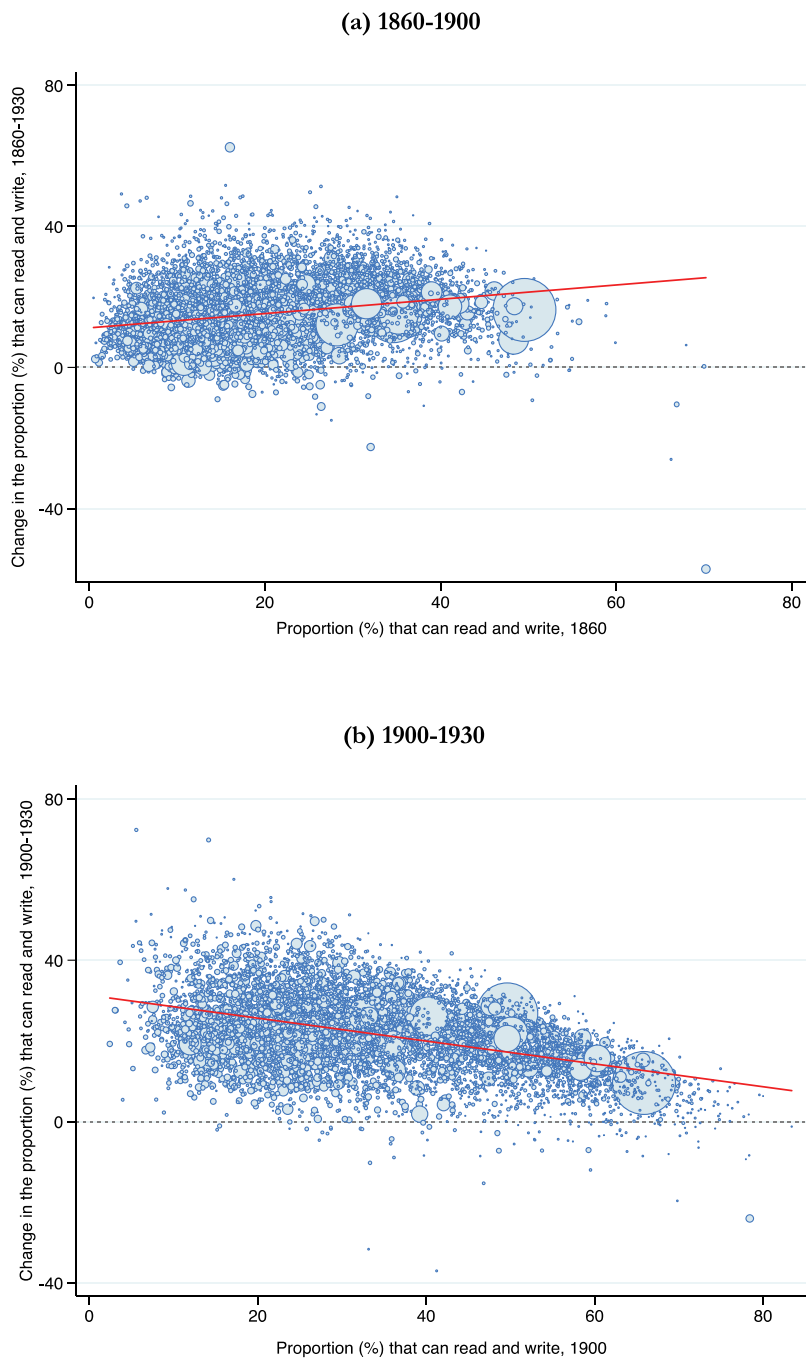 (a) 1860-1900
Change in the proportion (%) that can read and write, 1860-1930
80
40
0
-40
0 20 40 60 80
Proportion (%) that can read and write, 1860
(b) 1900-1930
Change in the proportion (%) that can read and write, 1900-1930
80
40
0
-40
0 20 40 60 80
Proportion (%) that can read and write, 1900